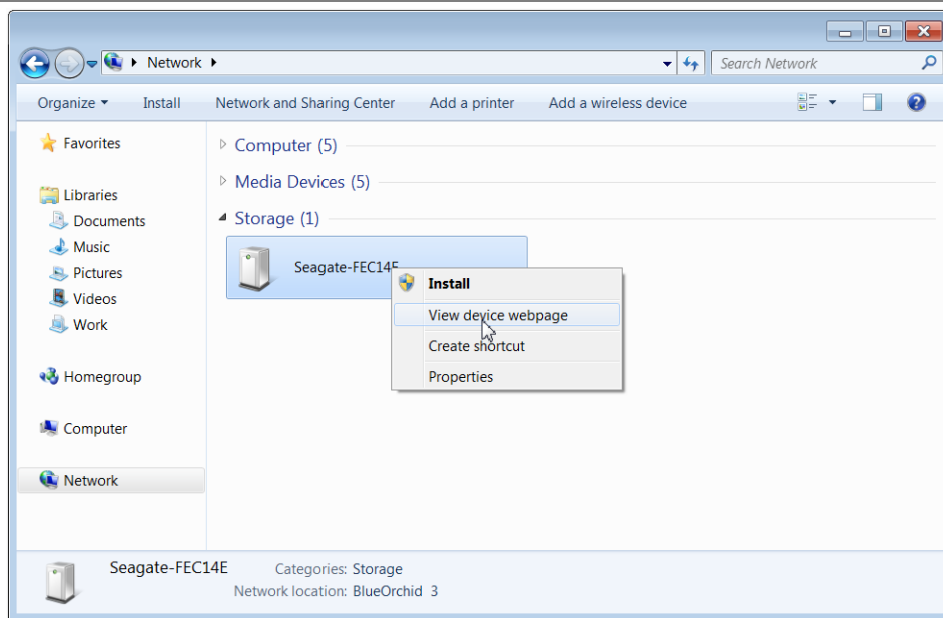 Network
Search Network
Organize Install Network and Sharing Center Add a printer Add a wireless device
Favorites
Libraries
Documents
Music
Pictures
Videos
Work
Homegroup
Computer
Network
Computer (5)
Media Devices (5)
Storage (1)
Seagate-FEC14E
Install
View device webpage
Create shortcut
Properties
Seagate-FEC14E Categories: Storage
Network location: BlueOrchid 3